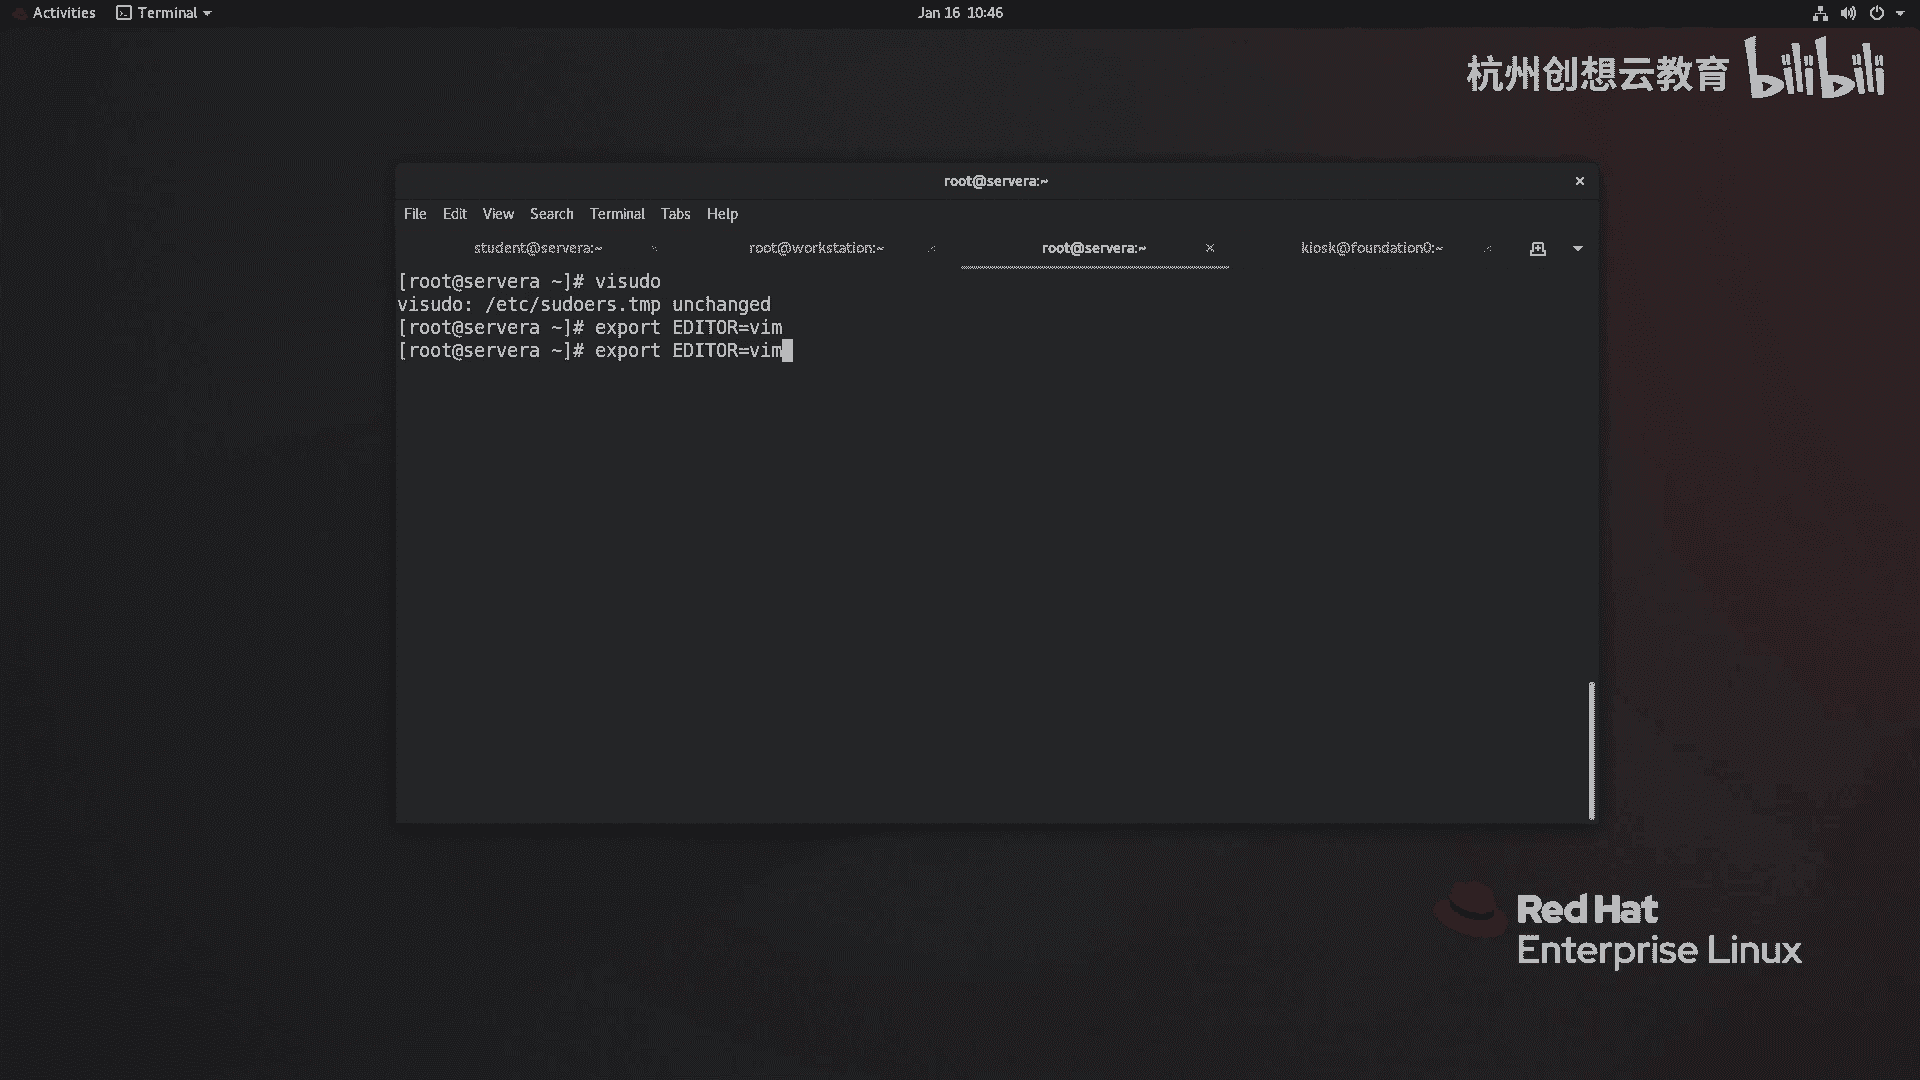 Activities Terminal Jan 16 10:46
杭州创想云教育 bilibili
root@servera:~
File Edit View Search Terminal Tabs Help
student@servera:~ root@workstation:~ root@servera:~ kiosk@foundation0:~
[root@servera ~]# visudo
visudo: /etc/sudoers.tmp unchanged
[root@servera ~]# export EDITOR=vim
[root@servera ~]# export EDITOR=vim
Red Hat
Enterprise Linux